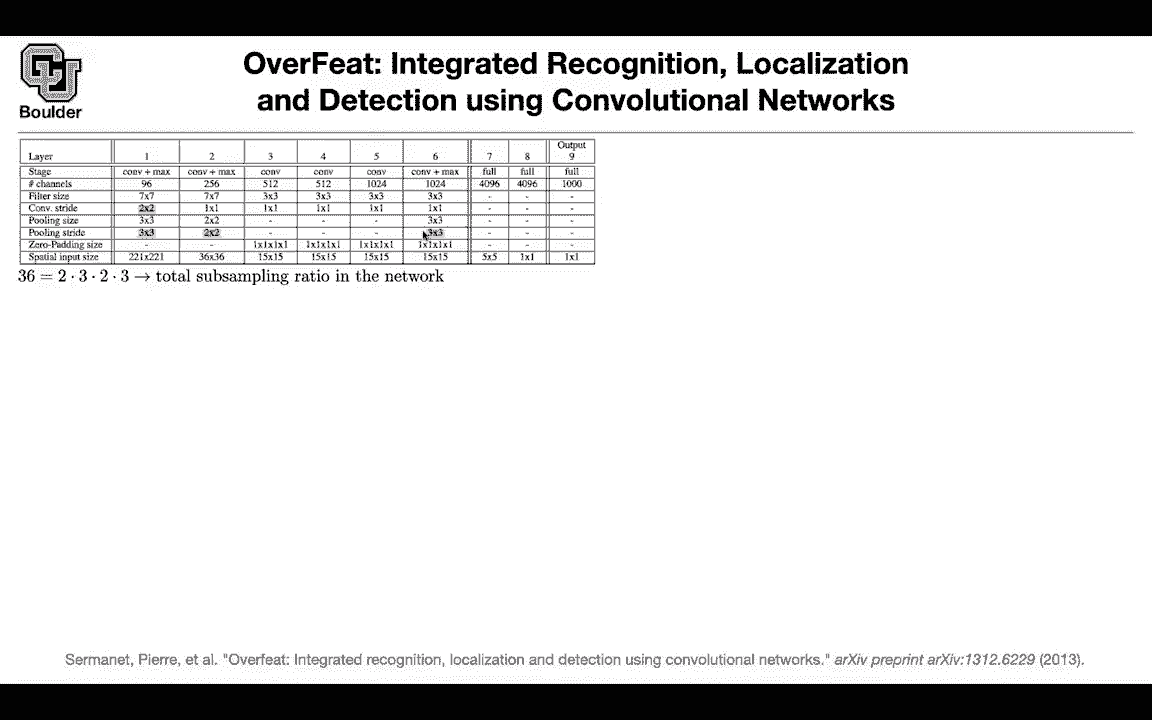 Boulder
OverFeat: Integrated Recognition, Localization
and Detection using Convolutional Networks
Layer 1 2 3 4 5 6 7 8 Output 9
Stage conv + max conv + max conv conv conv conv + max full full full
# channels 96 256 512 512 1024 1024 4096 4096 1000
Filter size 7x7 7x7 3x3 3x3 3x3 3x3 - - -
Conv. stride 2x2 1x1 1x1 1x1 1x1 1x1 - - -
Pooling size 3x3 2x2 - - - 3x3 - - -
Pooling stride 3x3 2x2 - - - 3x3 - - -
Zero-Padding size - - 1x1x1x1 1x1x1x1 1x1x1x1 1x1x1x1 - - -
Spatial input size 221x221 36x36 15x15 15x15 15x15 15x15 5x5 1x1 1x1
36 = 2 · 3 · 2 · 3 → total subsampling ratio in the network
Sermanet, Pierre, et al. "Overfeat: Integrated recognition, localization and detection using convolutional networks." arXiv preprint arXiv:1312.6229 (2013).